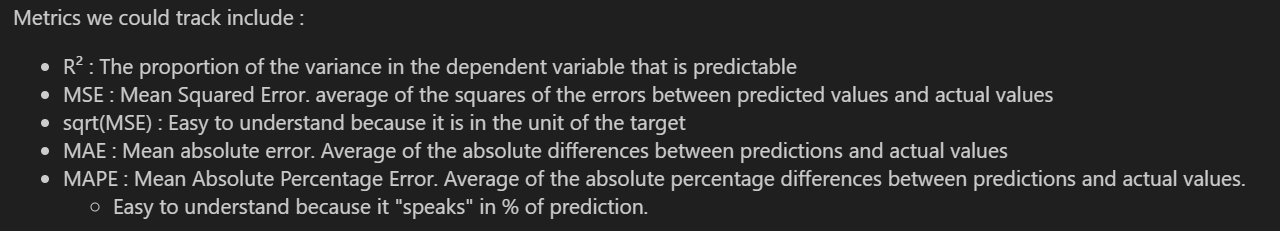 Metrics we could track include :
• R² : The proportion of the variance in the dependent variable that is predictable
• MSE : Mean Squared Error. average of the squares of the errors between predicted values and actual values
• sqrt(MSE) : Easy to understand because it is in the unit of the target
• MAE : Mean absolute error. Average of the absolute differences between predictions and actual values
• MAPE : Mean Absolute Percentage Error. Average of the absolute percentage differences between predictions and actual values.
◦ Easy to understand because it "speaks" in % of prediction.